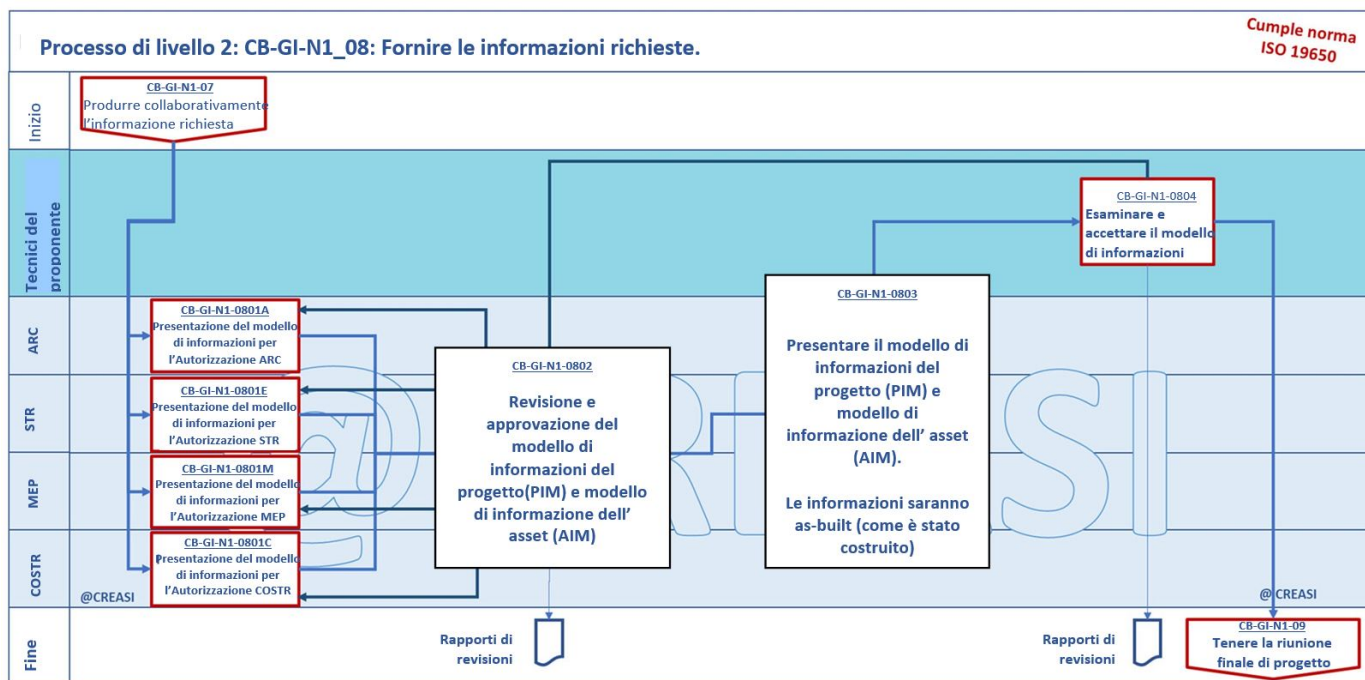 Processo di livello 2: CB-GI-N1_08: Fornire le informazioni richieste.
Cumple norma
ISO 19650
Inizio
CB-GI-N1-07
Produrre collaborativamente
l'informazione richiesta
Tecnici del
proponente
CB-GI-N1-0804
Esaminare e
accettare il modello
di informazioni
ARC
CB-GI-N1-0801A
Presentazione del modello
di informazioni per
l'Autorizzazione ARC
STR
CB-GI-N1-0801E
Presentazione del modello
di informazioni per
l'Autorizzazione STR
MEP
CB-GI-N1-0801M
Presentazione del modello
di informazioni per
l'Autorizzazione MEP
COSTR
CB-GI-N1-0801C
Presentazione del modello
di informazioni per
l'Autorizzazione COSTR
CB-GI-N1-0802
Revisione e
approvazione del
modello di
informazioni del
progetto(PIM) e modello
di informazione dell'
asset (AIM)
CB-GI-N1-0803
Presentare il modello di
informazioni del
progetto (PIM) e
modello di
informazione dell' asset
(AIM).
Le informazioni saranno
as-built (come è stato
costruito)
@CREASI
@ CREASI
Fine
Rapporti di
revisioni
Rapporti di
revisioni
CB-GI-N1-09
Tenere la riunione
finale di progetto